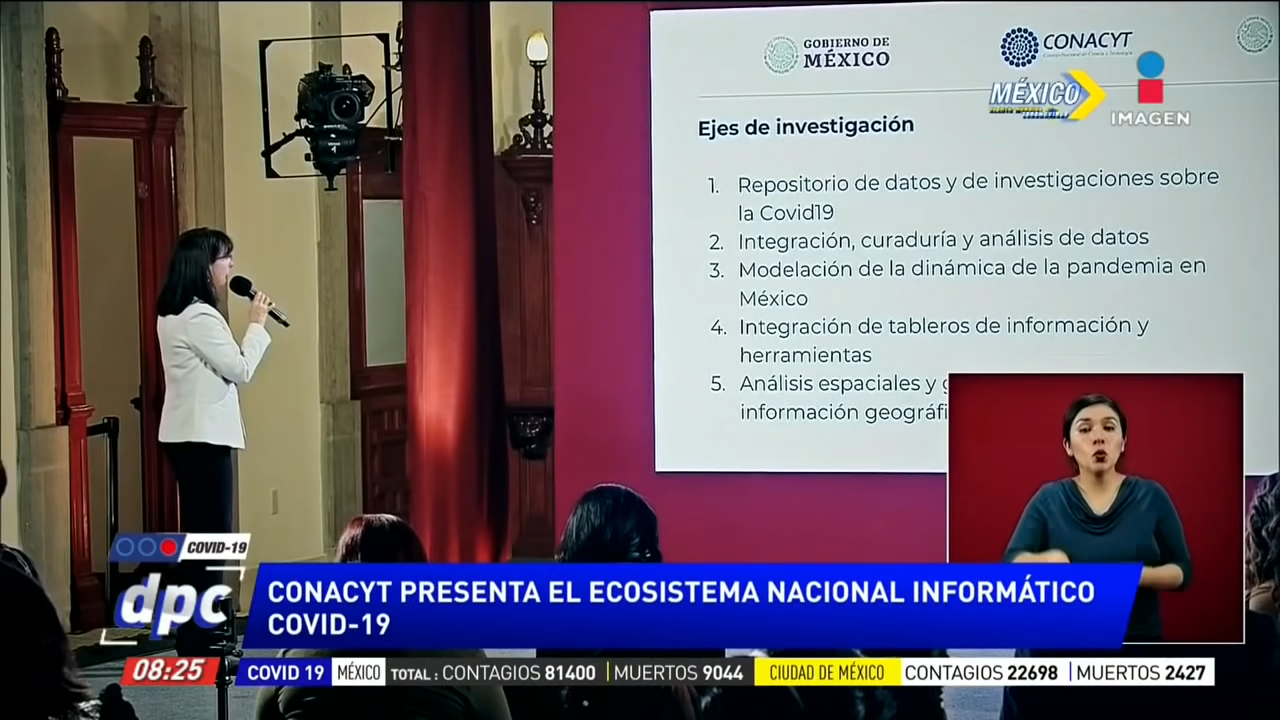 GOBIERNO DE
MÉXICO
CONACYT
MÉXICO
IMAGEN
Ejes de investigación
1. Repositorio de datos y de investigaciones sobre
la Covid19
2. Integración, curaduría y análisis de datos
3. Modelación de la dinámica de la pandemia en
México
4. Integración de tableros de información y
herramientas
5. Análisis espaciales y
información
COVID-19
dpc
CONACYT PRESENTA EL ECOSISTEMA NACIONAL INFORMÁTICO
COVID-19
08:25 COVID 19 MÉXICO TOTAL: CONTAGIOS 81400 | MUERTOS 9044 CIUDAD DE MÉXICO CONTAGIOS 22698 | MUERTOS 2427